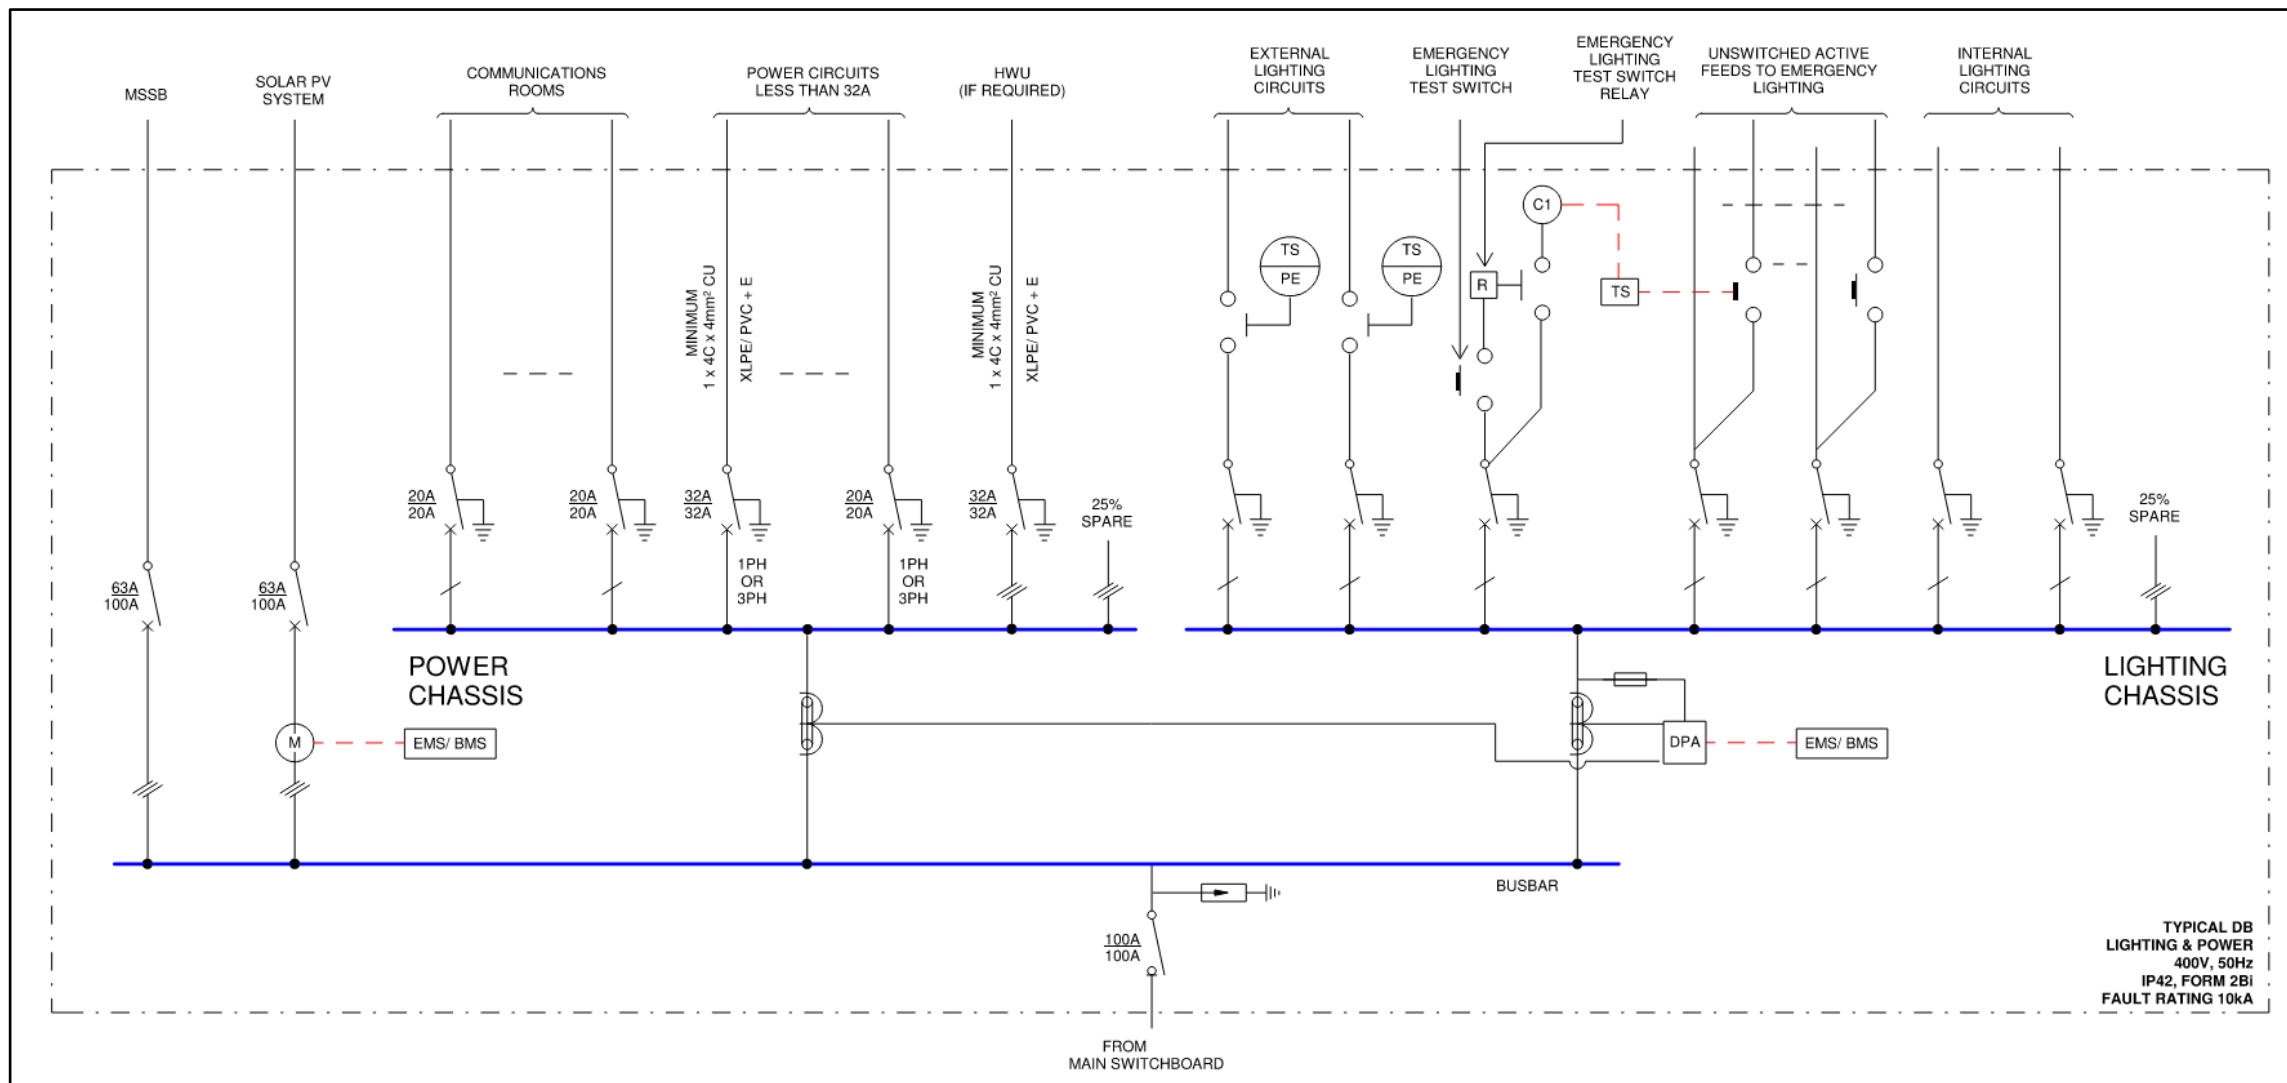 MSSB
SOLAR PV
SYSTEM
COMMUNICATIONS
ROOMS
POWER CIRCUITS
LESS THAN 32A
HWU
(IF REQUIRED)
EXTERNAL
LIGHTING
CIRCUITS
EMERGENCY
LIGHTING
TEST SWITCH
EMERGENCY
LIGHTING
TEST SWITCH
RELAY
UNSWITCHED ACTIVE
FEEDS TO EMERGENCY
LIGHTING
INTERNAL
LIGHTING
CIRCUITS
C1
TS
PE
TS
PE
R
TS
MINIMUM
1 x 4C x 4mm² CU
XLPE/ PVC + E
MINIMUM
1 x 4C x 4mm² CU
XLPE/ PVC + E
20A
20A
20A
20A
32A
32A
20A
20A
32A
32A
25%
SPARE
25%
SPARE
1PH
OR
3PH
1PH
OR
3PH
63A
100A
63A
100A
POWER
CHASSIS
LIGHTING
CHASSIS
M
EMS/ BMS
DPA
EMS/ BMS
BUSBAR
100A
100A
TYPICAL DB
LIGHTING & POWER
400V, 50Hz
IP42, FORM 2Bi
FAULT RATING 10kA
FROM
MAIN SWITCHBOARD